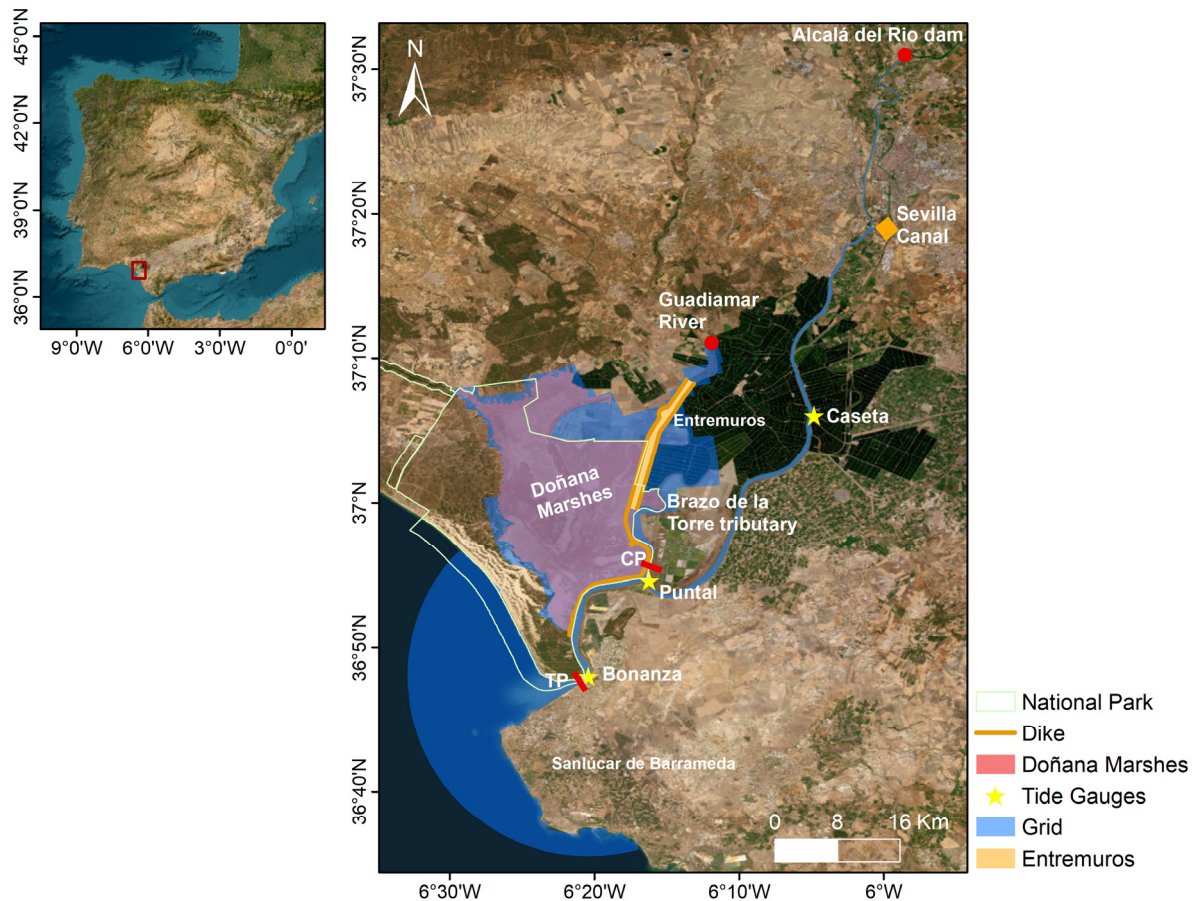 45°0'N
42°0'N
39°0'N
36°0'N
9°0'W
6°0'W
3°0'W
0°0'
37°30'N
37°20'N
37°10'N
37°0'N
36°50'N
36°40'N
N
Alcalá del Rio dam
Sevilla
Canal
Guadiamar
River
Entremuros
Caseta
Doñana
Marshes
Brazo de la
Torre tributary
CP
Puntal
TP
Bonanza
Sanlúcar de Barrameda
0 8 16 Km
6°30'W
6°20'W
6°10'W
6°W
National Park
Dike
Doñana Marshes
Tide Gauges
Grid
Entremuros